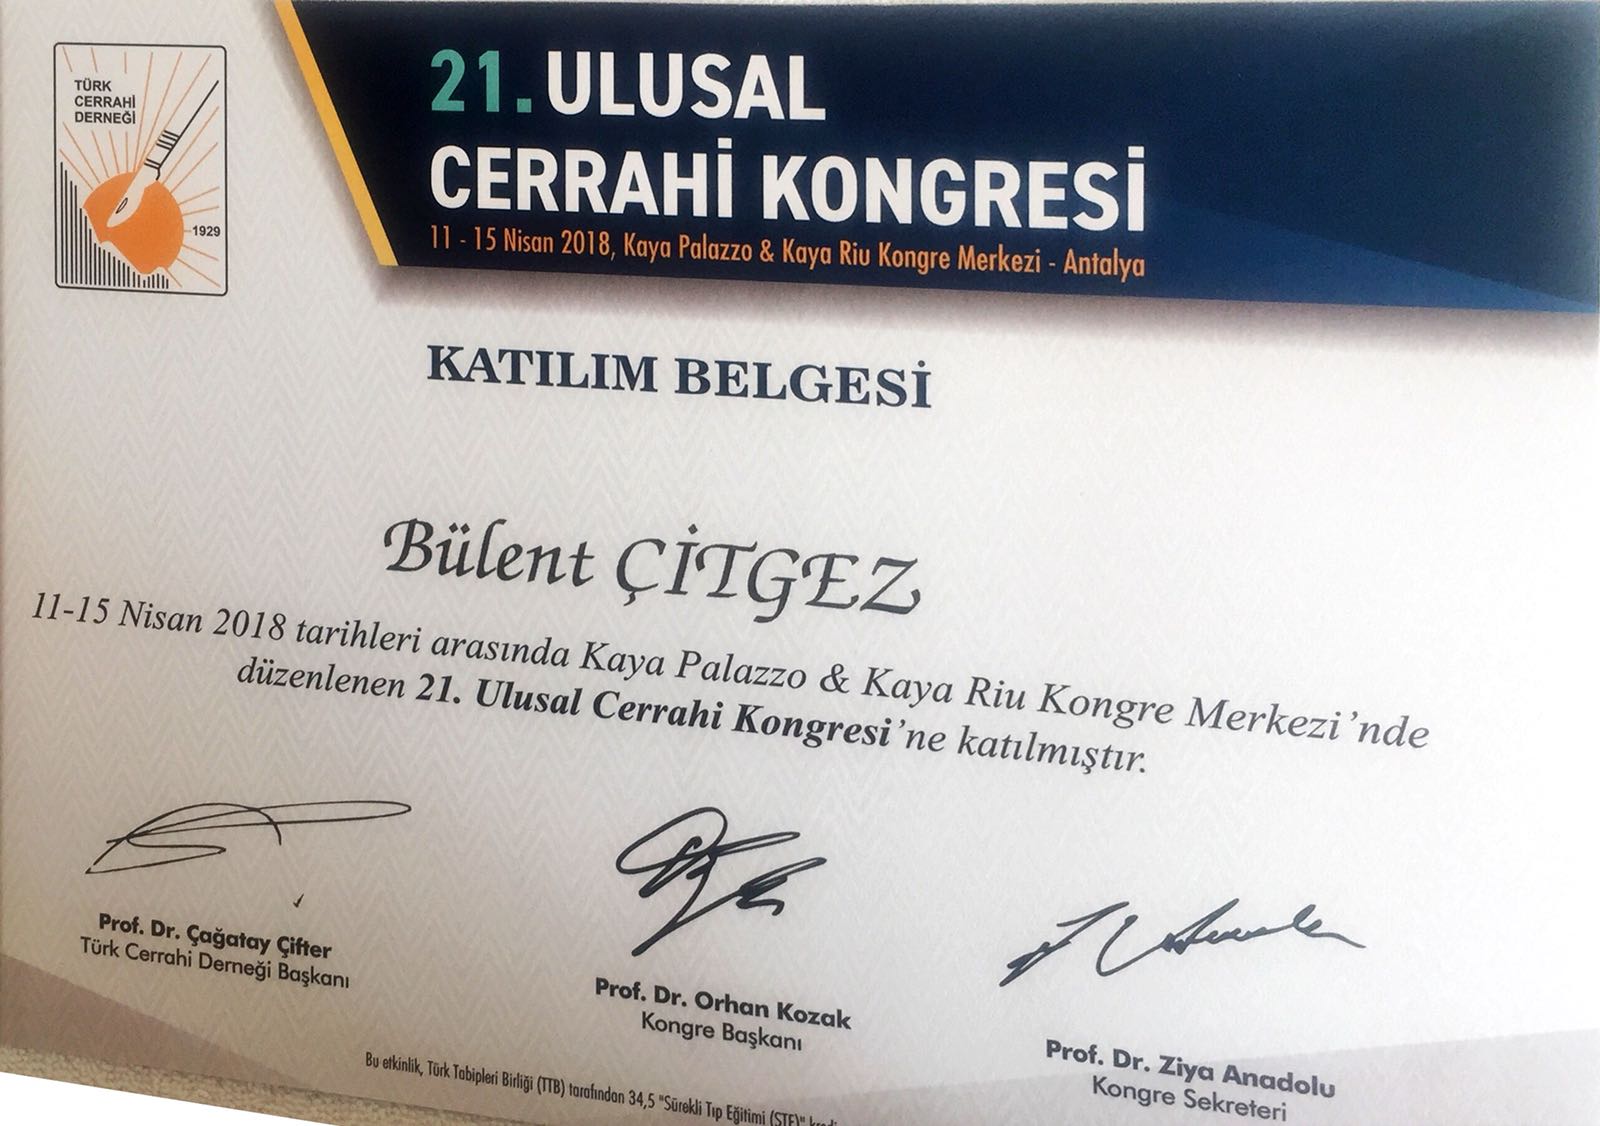 TÜRK
CERRAHİ
DERNEĞİ
1929
21. ULUSAL
CERRAHİ KONGRESİ
11 - 15 Nisan 2018, Kaya Palazzo & Kaya Riu Kongre Merkezi - Antalya
KATILIM BELGESİ
Bülent ÇİTGEZ
11-15 Nisan 2018 tarihleri arasında Kaya Palazzo & Kaya Riu Kongre Merkezi'nde
düzenlenen 21. Ulusal Cerrahi Kongresi'ne katılmıştır.
Prof. Dr. Çağatay Çifter
Türk Cerrahi Derneği Başkanı
Prof. Dr. Orhan Kozak
Kongre Başkanı
Prof. Dr. Ziya Anadolu
Kongre Sekreteri
Bu etkinlik, Türk Tabipleri Birliği (TTB) tarafından 34,5 "Sürekli Tıp Eğitimi (STE)"